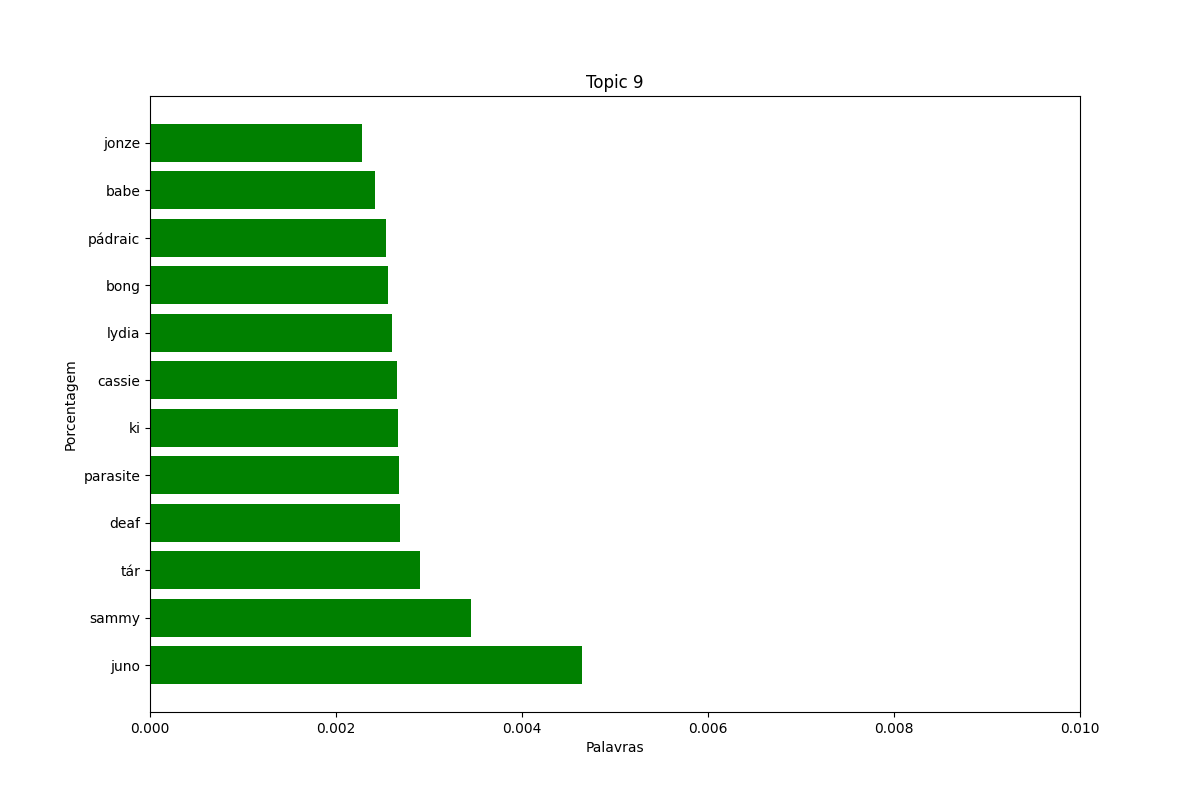 Topic 9
jonze
babe
pádraic
bong
lydia
cassie
ki
parasite
deaf
tár
sammy
juno
Porcentagem
0.000 0.002 0.004 0.006 0.008 0.010
Palavras